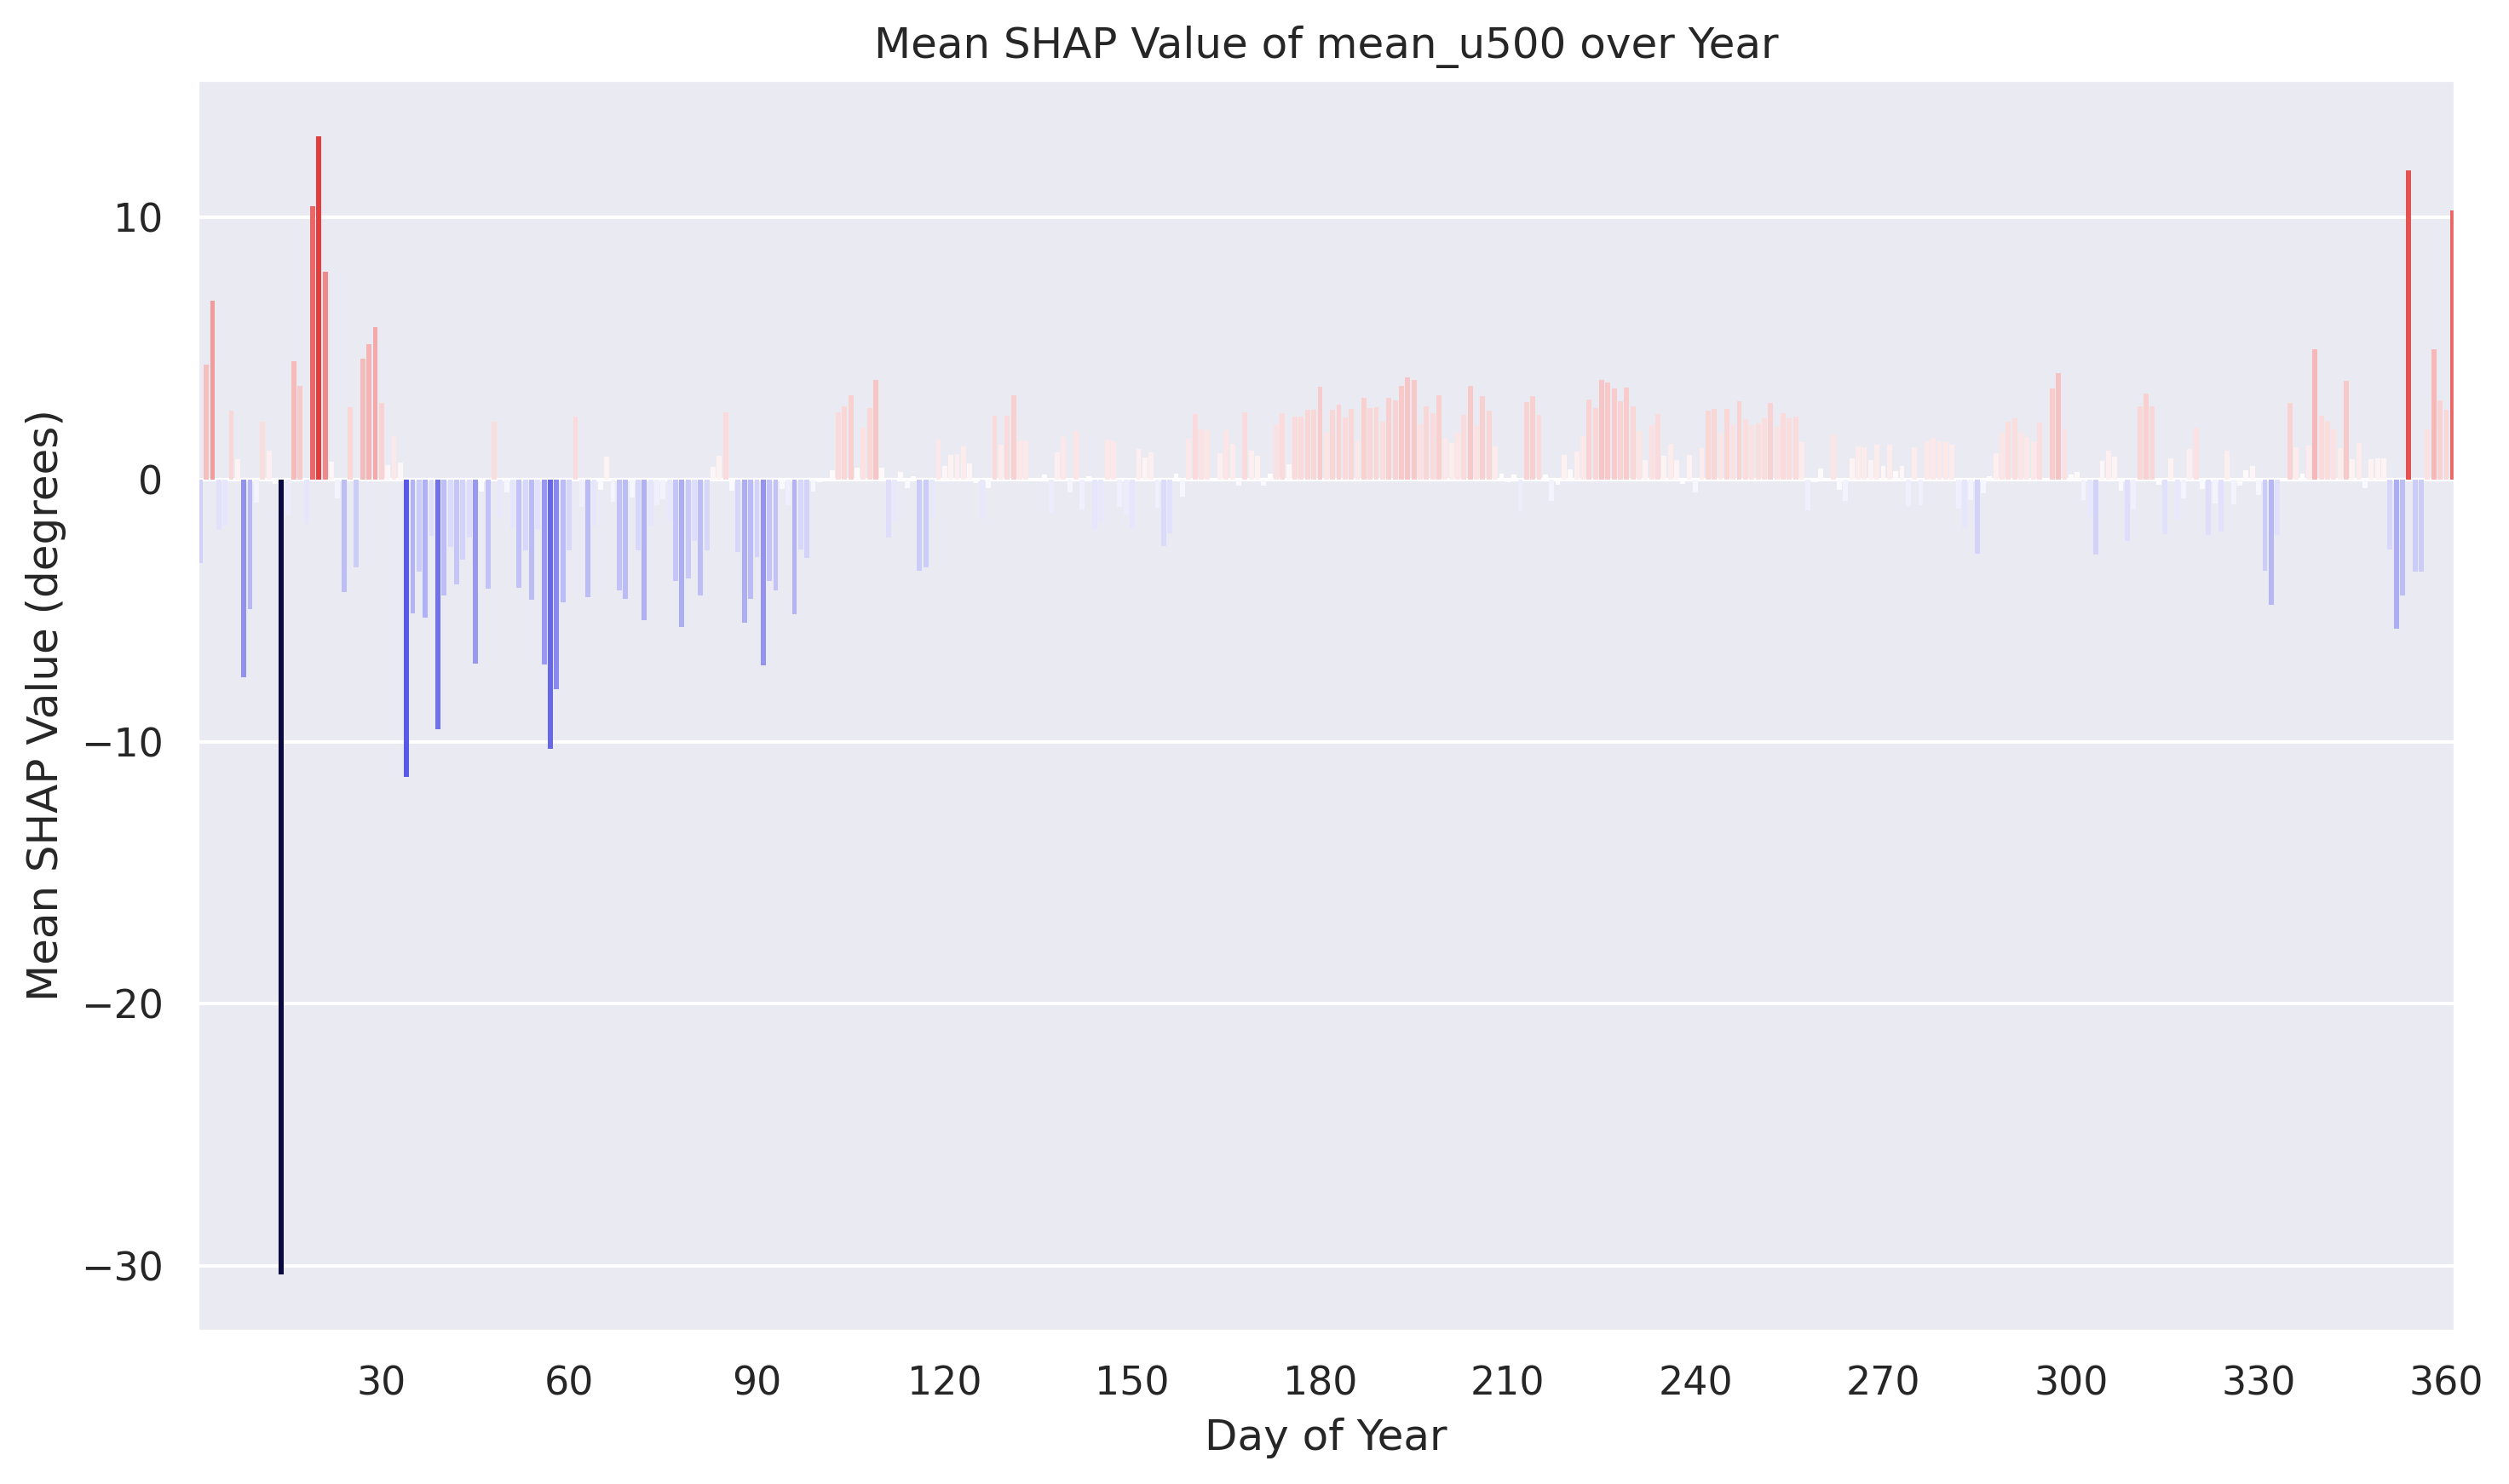 Mean SHAP Value of mean_u500 over Year
Mean SHAP Value (degrees)
10
0
−10
−20
−30
30 60 90 120 150 180 210 240 270 300 330 360
Day of Year